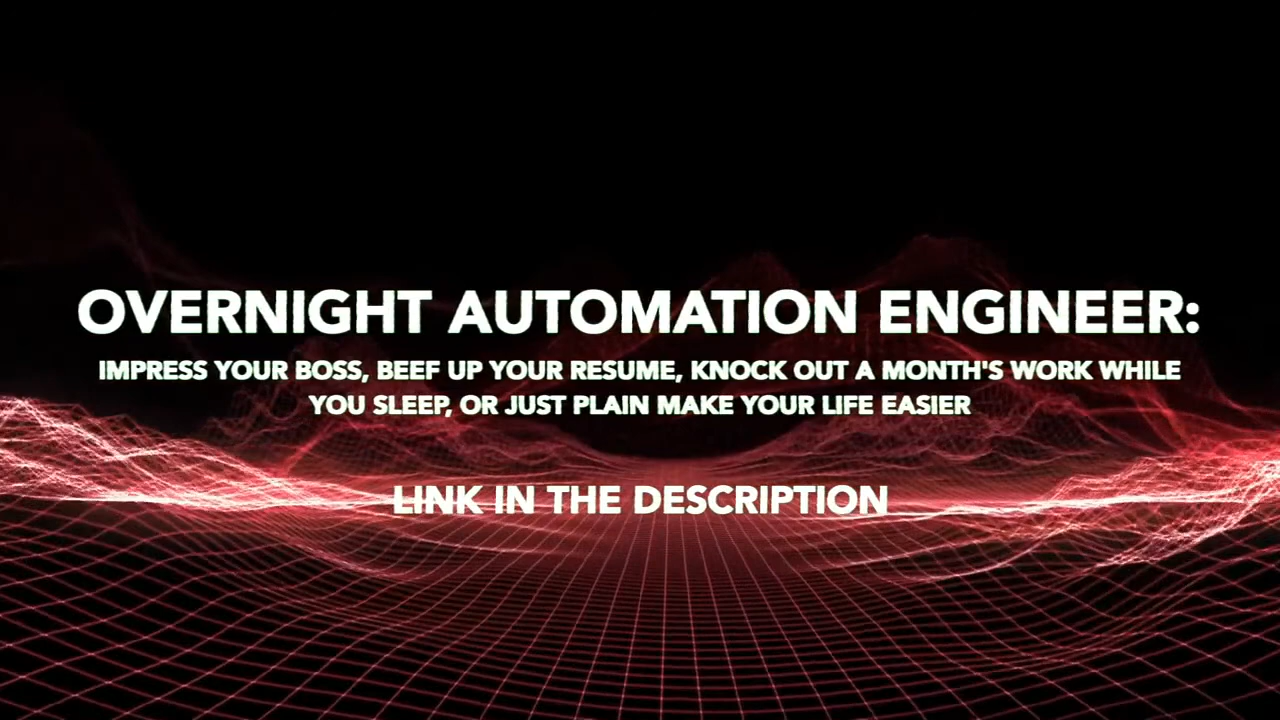 OVERNIGHT AUTOMATION ENGINEER:
IMPRESS YOUR BOSS, BEEF UP YOUR RESUME, KNOCK OUT A MONTH'S WORK WHILE
YOU SLEEP, OR JUST PLAIN MAKE YOUR LIFE EASIER
LINK IN THE DESCRIPTION